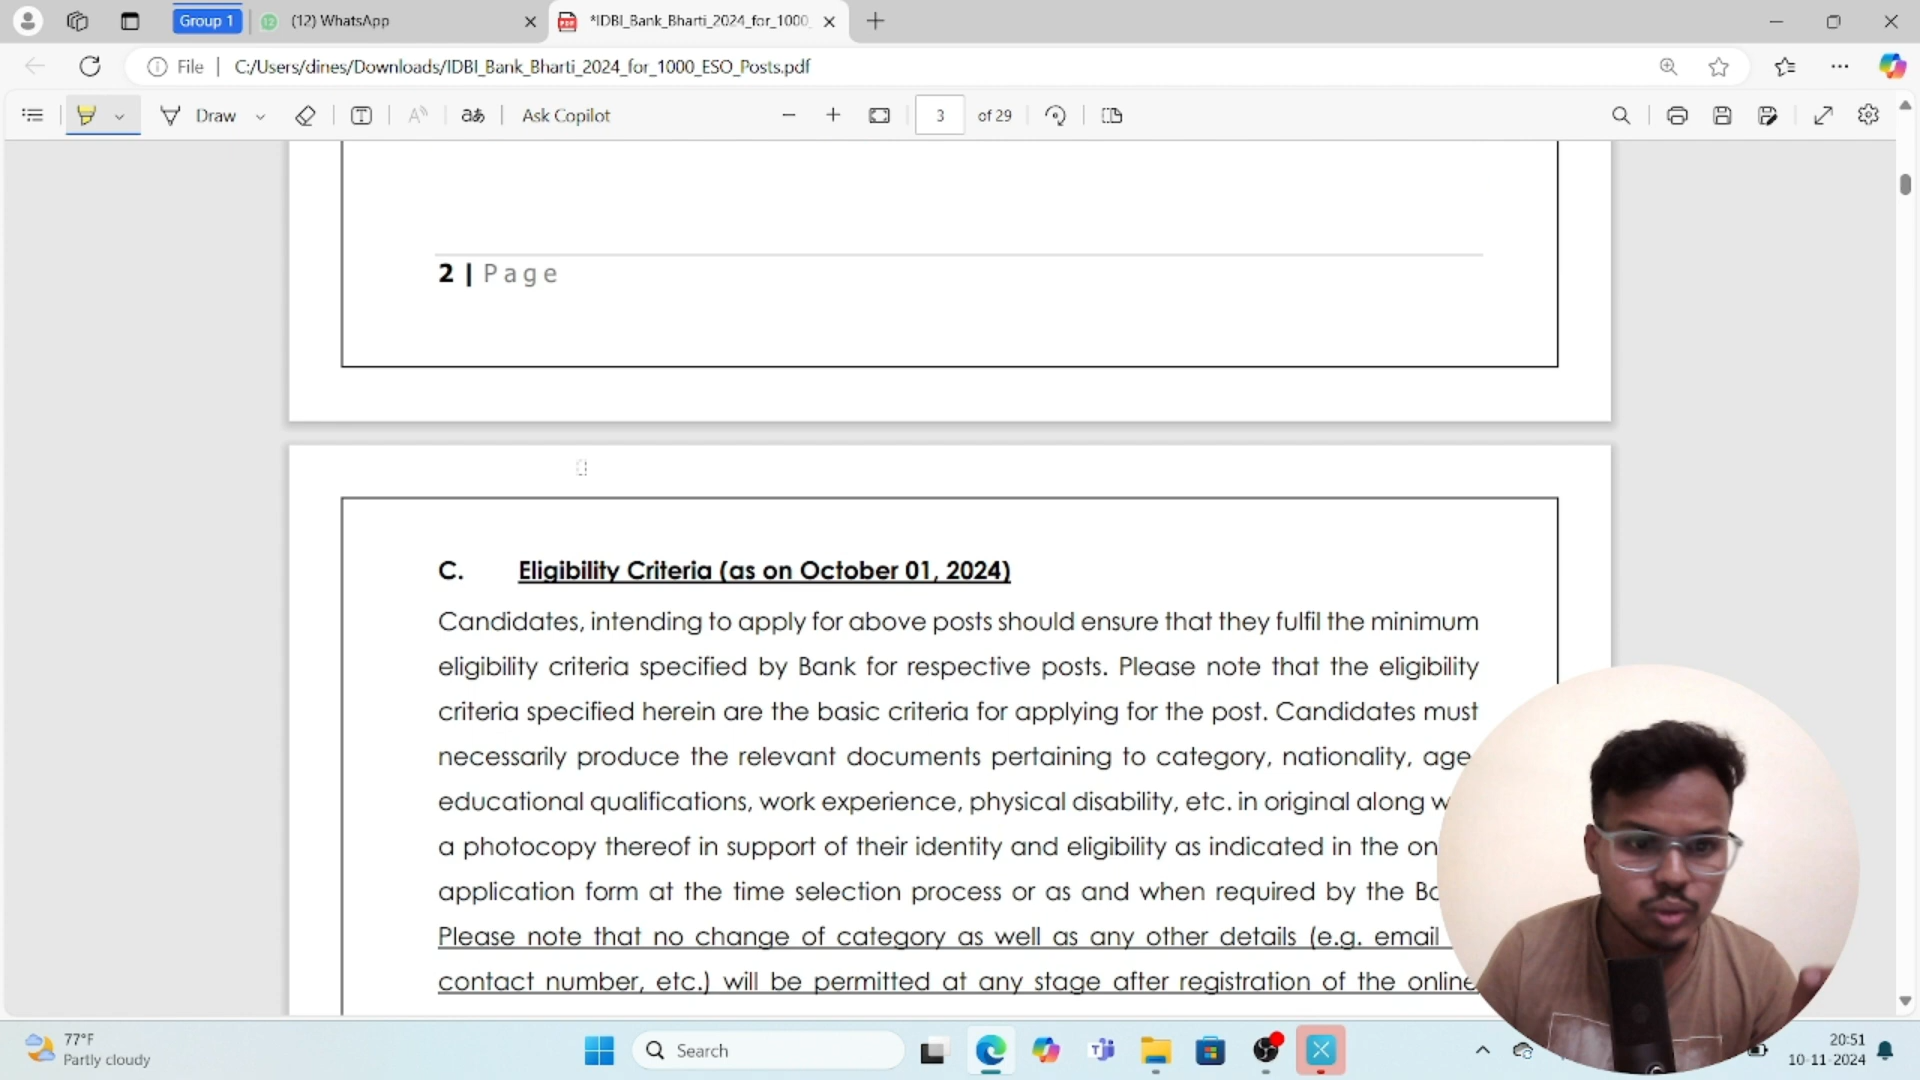 Group 1
(12) WhatsApp
*IDBI_Bank_Bharti_2024_for_1000_
File
C:/Users/dines/Downloads/IDBI_Bank_Bharti_2024_for_1000_ESO_Posts.pdf
Draw
Ask Copilot
3
of 29
2 | Page
C. Eligibility Criteria (as on October 01, 2024)
Candidates, intending to apply for above posts should ensure that they fulfil the minimum
eligibility criteria specified by Bank for respective posts. Please note that the eligibility
criteria specified herein are the basic criteria for applying for the post. Candidates must
necessarily produce the relevant documents pertaining to category, nationality, age
educational qualifications, work experience, physical disability, etc. in original along w
a photocopy thereof in support of their identity and eligibility as indicated in the on
application form at the time selection process or as and when required by the
Please note that no change of category as well as any other details (e.g. email
contact number, etc.) will be permitted at any stage after registration of the online
77°F
Partly cloudy
Search
20:51
10-11-2024